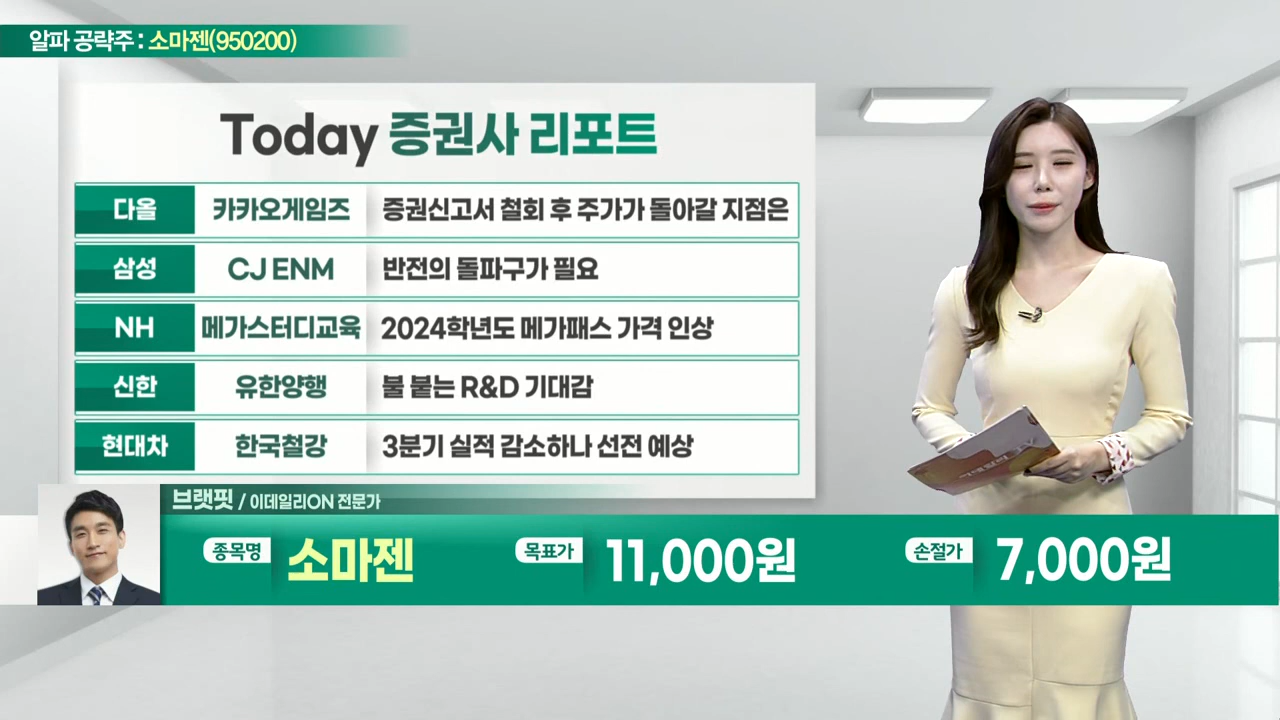 알파 공략주 : 소마젠(950200)
Today 증권사 리포트
다올 카카오게임즈 증권신고서 철회 후 주가가 돌아갈 지점은
삼성 CJ ENM 반전의 돌파구가 필요
NH 메가스터디교육 2024학년도 메가패스 가격 인상
신한 유한양행 불 붙는 R&D 기대감
현대차 한국철강 3분기 실적 감소하나 선전 예상
브랫핏 / 이데일리ON 전문가
종목명 소마젠 목표가 11,000원 손절가 7,000원